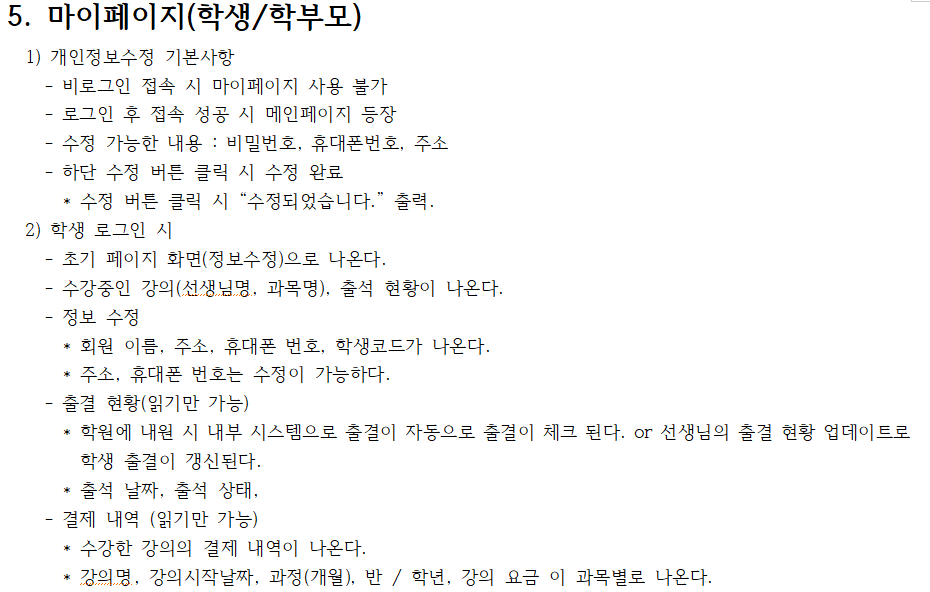 5. 마이페이지(학생/학부모)
1) 개인정보수정 기본사항
- 비로그인 접속 시 마이페이지 사용 불가
- 로그인 후 접속 성공 시 메인페이지 등장
- 수정 가능한 내용 : 비밀번호, 휴대폰번호, 주소
- 하단 수정 버튼 클릭 시 수정 완료
* 수정 버튼 클릭 시 “수정되었습니다.” 출력.
2) 학생 로그인 시
- 초기 페이지 화면(정보수정)으로 나온다.
- 수강중인 강의(선생님명, 과목명), 출석 현황이 나온다.
- 정보 수정
* 회원 이름, 주소, 휴대폰 번호, 학생코드가 나온다.
* 주소, 휴대폰 번호는 수정이 가능하다.
- 출결 현황(읽기만 가능)
* 학원에 내원 시 내부 시스템으로 출결이 자동으로 출결이 체크 된다. or 선생님의 출결 현황 업데이트로
학생 출결이 갱신된다.
* 출석 날짜, 출석 상태,
- 결제 내역 (읽기만 가능)
* 수강한 강의의 결제 내역이 나온다.
* 강의명, 강의시작날짜, 과정(개월), 반 / 학년, 강의 요금 이 과목별로 나온다.